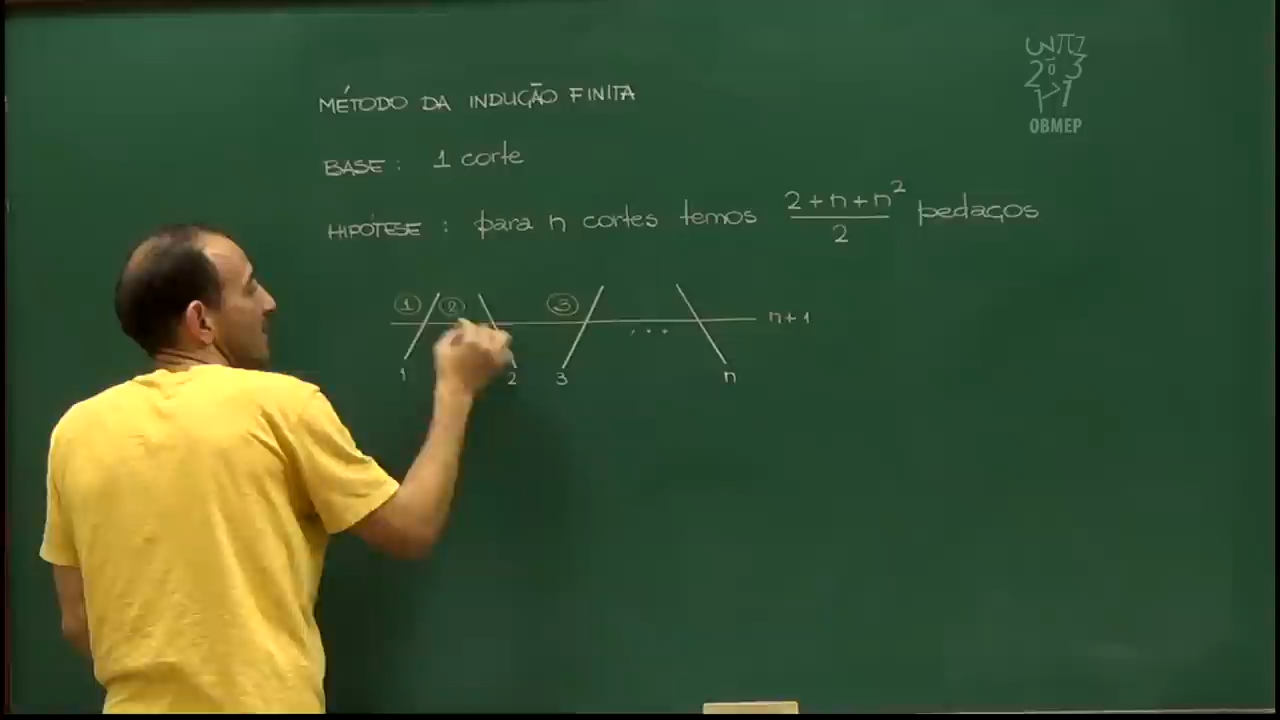 MÉTODO DA INDUÇÃO FINITA
BASE : 1 corte
HIPÓTESE : para n cortes temos (2+n+n²)/2 pedaços
1 2 3
... n+1
1 2 3 n
OBMEP